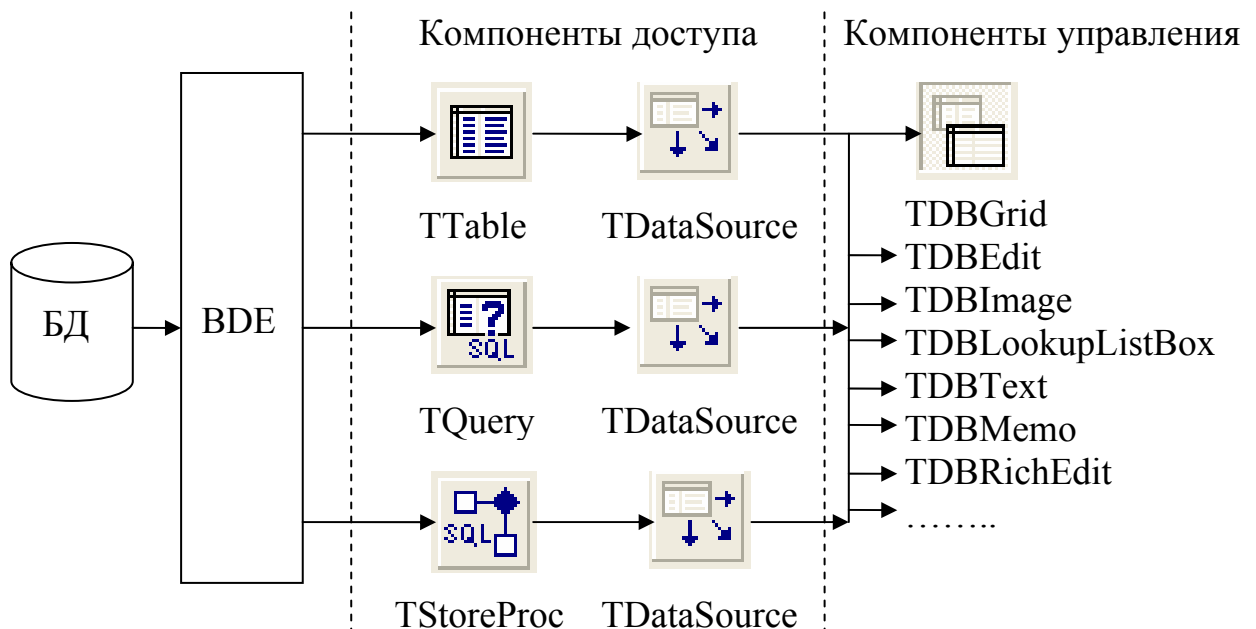 Компоненты доступа
Компоненты управления
TTable
TDataSource
TDBGrid
TDBEdit
TDBImage
TDBLookupListBox
TDBText
TDBMemo
TDBRichEdit
……..
БД
BDE
SQL
TQuery
TDataSource
SQL
TStoreProc
TDataSource